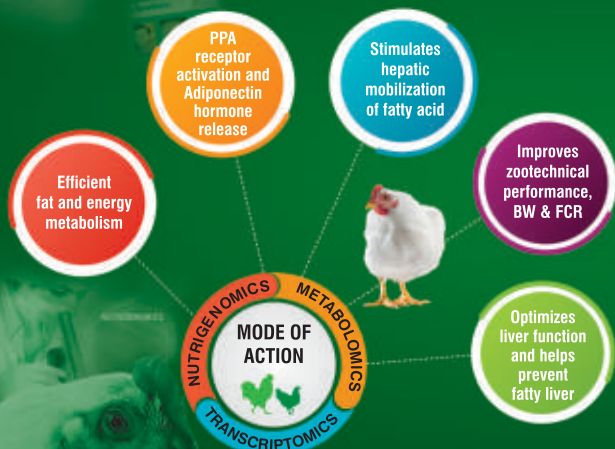 PPA
receptor
activation and
Adiponectin
hormone
release
Stimulates
hepatic
mobilization
of fatty acid
Efficient
fat and energy
metabolism
Improves
zootechnical
performance,
BW & FCR
Optimizes
liver function
and helps
prevent
fatty liver
NUTRIGENOMICS
METABOLOMICS
TRANSCRIPTOMICS
MODE OF
ACTION